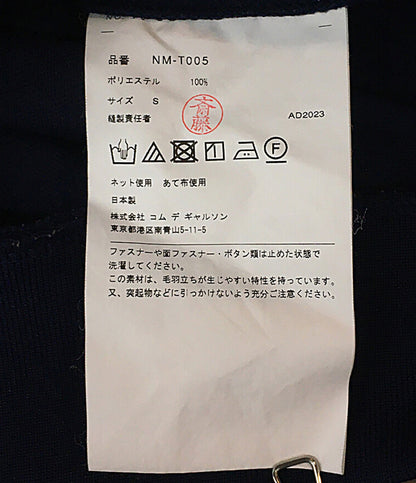 品番 NM-T005
ポリエステル 100%
サイズ S
縫製責任者 斎藤 AD2023
F
ネット使用 あて布使用
日本製
株式会社 コム デ ギャルソン
東京都港区南青山5-11-5
ファスナーや面ファスナー・ボタン類は止めた状態で
洗濯してください。
この素材は、毛羽立ちが生じやすい特性を持っています。
又、突起物などに引っかけないよう充分ご注意ください。